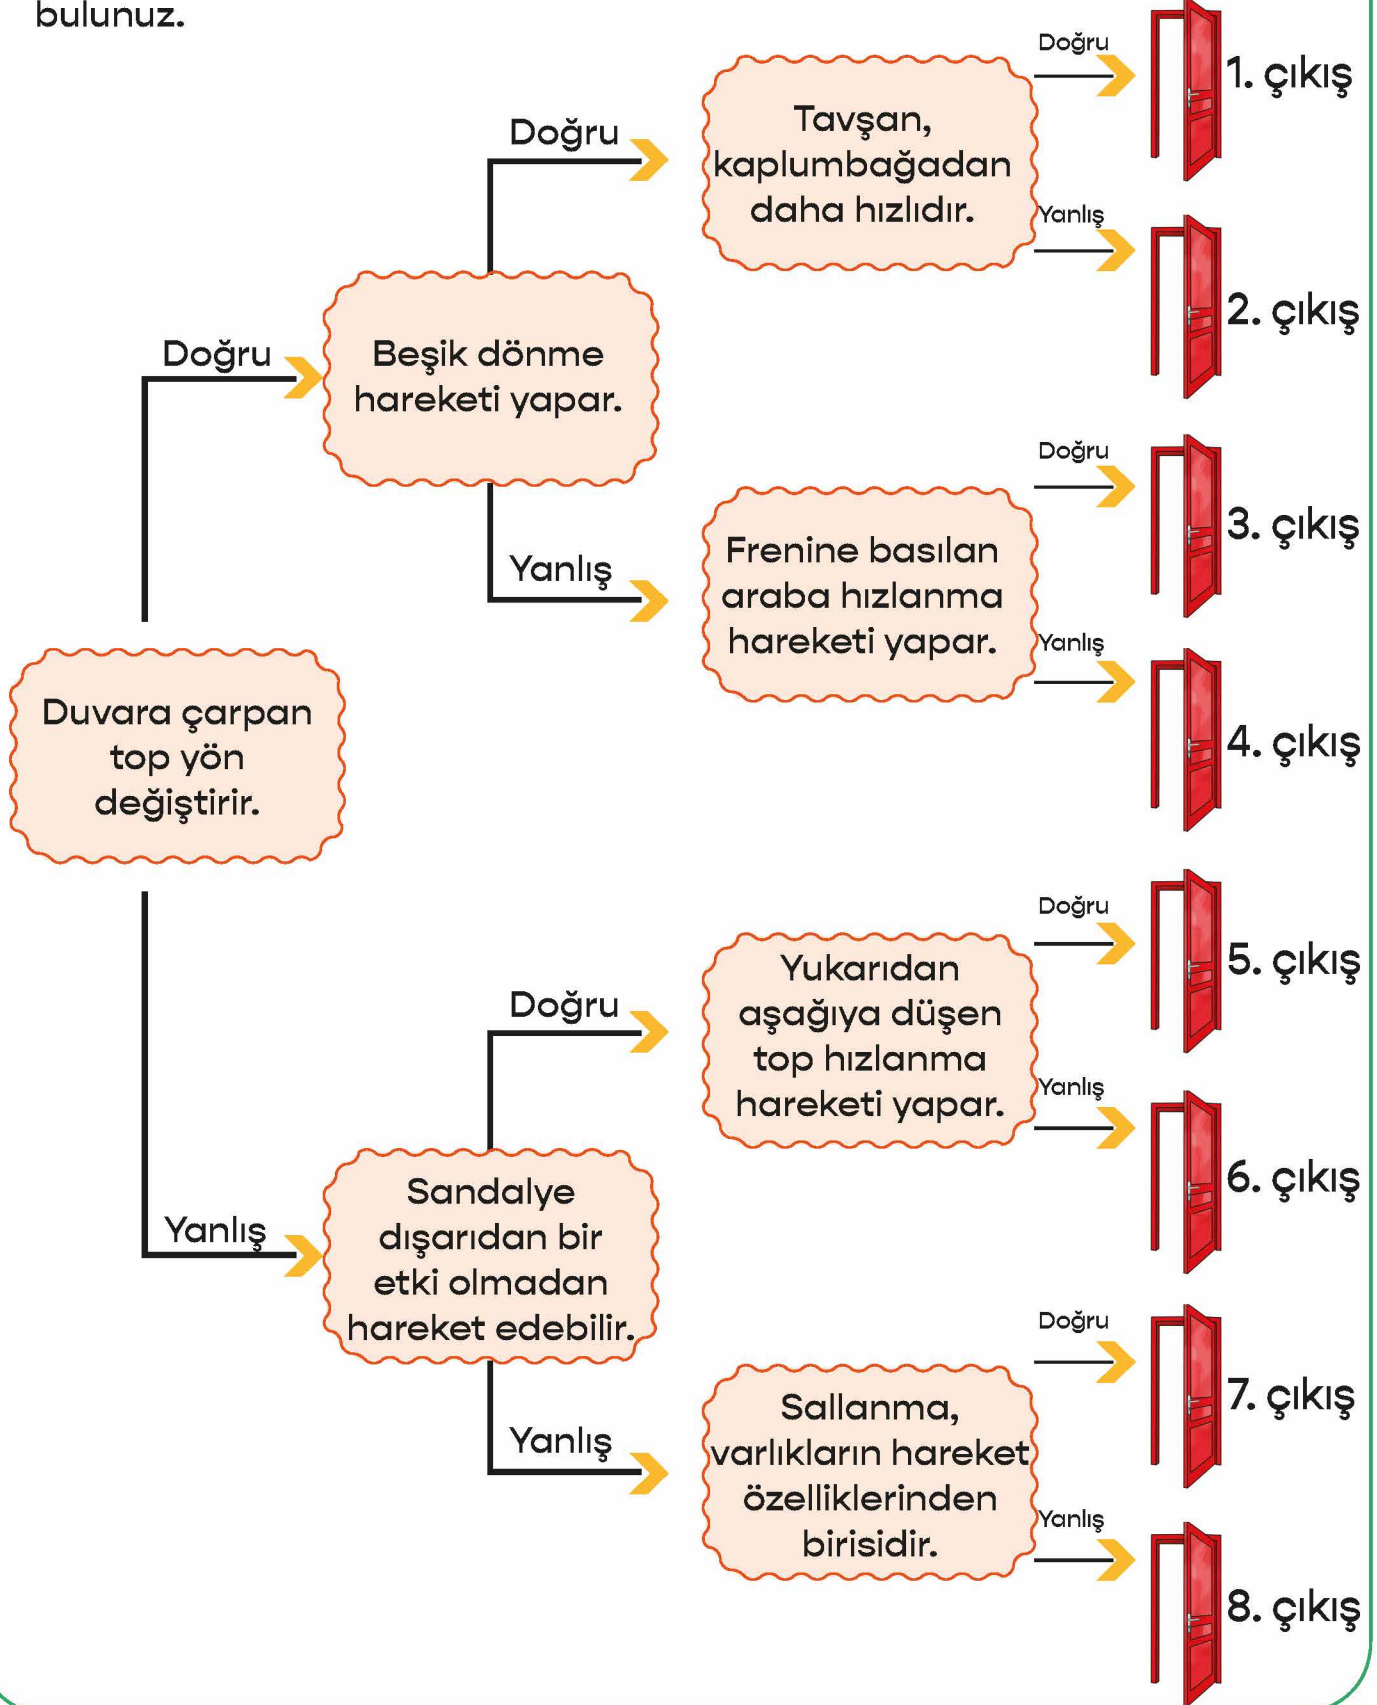 bulunuz.
Duvara çarpan
top yön
değiştirir.
Doğru
Beşik dönme
hareketi yapar.
Doğru
Tavşan,
kaplumbağadan
daha hızlıdır.
Doğru
1. çıkış
Yanlış
2. çıkış
Yanlış
Frenine basılan
araba hızlanma
hareketi yapar.
Doğru
3. çıkış
Yanlış
4. çıkış
Yanlış
Sandalye
dışarıdan bir
etki olmadan
hareket edebilir.
Doğru
Yukarıdan
aşağıya düşen
top hızlanma
hareketi yapar.
Doğru
5. çıkış
Yanlış
6. çıkış
Yanlış
Sallanma,
varlıkların hareket
özelliklerinden
birisidir.
Doğru
7. çıkış
Yanlış
8. çıkış